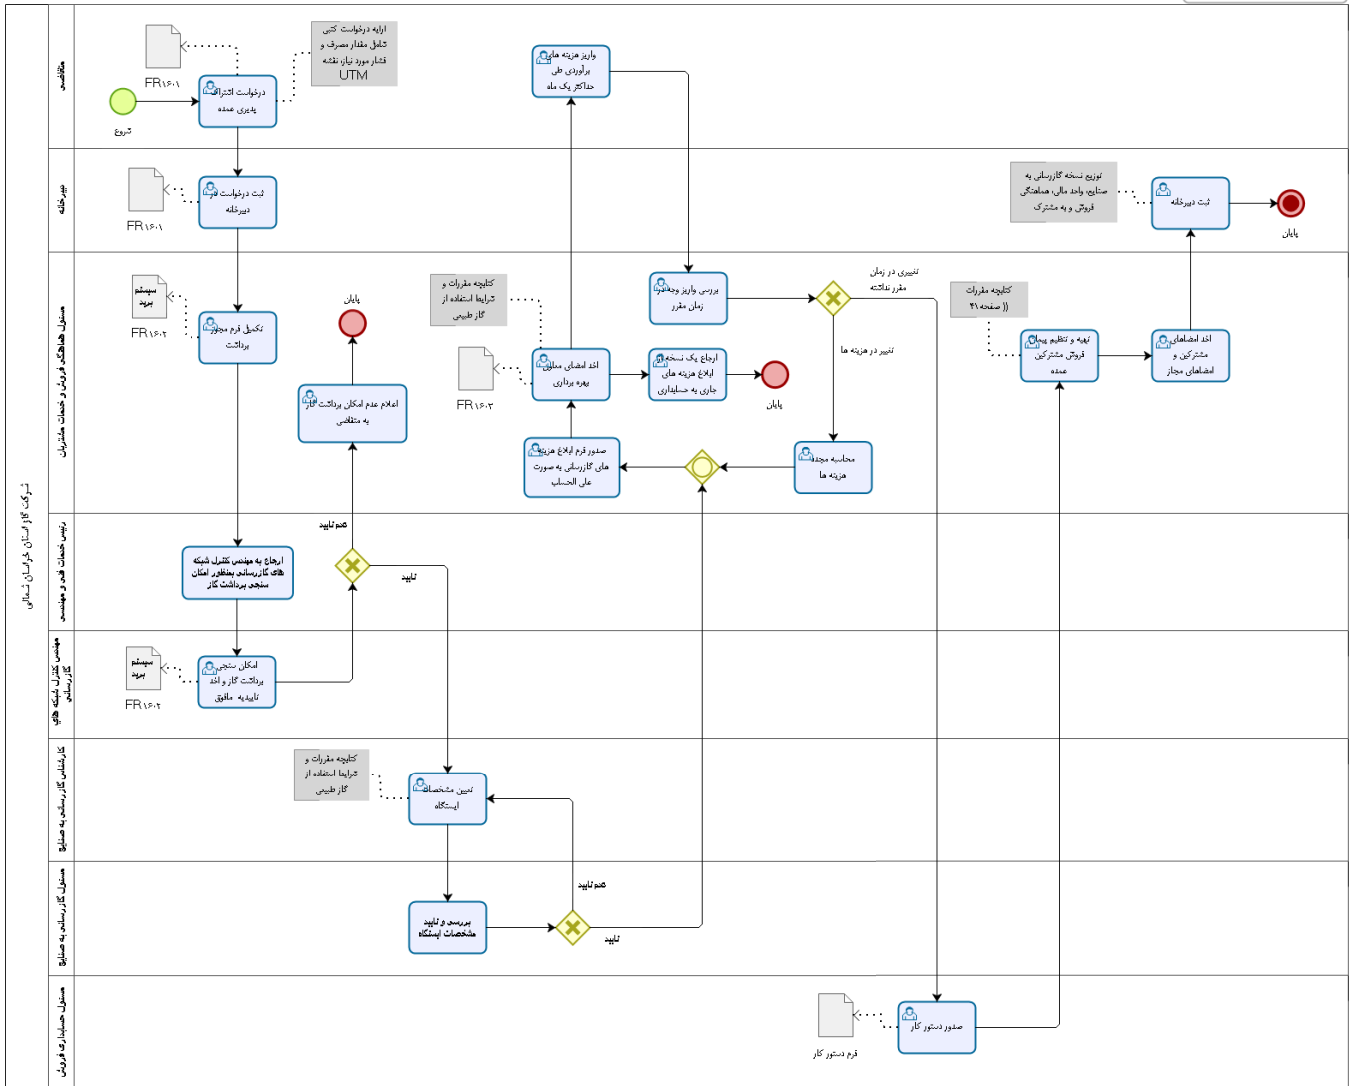 شرکت گاز استان خراسان شمالی
متقاضی
FR۱۶۰۱
ارایه درخواست کتبی
شامل مقدار مصرف و
فشار مورد نیاز، نقشه
UTM
درخواست اشتراک
پذیری عمده
شروع
واریز هزینه های
برآوردی طی
حداکثر یک ماه
دبیرخانه
FR۱۶۰۱
ثبت درخواست در
دبیرخانه
توزیع نسخه گازرسانی به
صنایع، واحد مالی، هماهنگی
فروش و به مشترک
ثبت دبیرخانه
پایان
مسئول هماهنگی فروش و خدمات مشتریان
سیستم
برید
FR۱۶۰۲
تکمیل فرم مجوز
برداشت
پایان
اعلام عدم امکان برداشت گاز
به متقاضی
کتابچه مقررات و
شرایط استفاده از
گاز طبیعی
FR۱۶۰۳
اخذ امضای مسئول
بهره برداری
ارجاع یک نسخه از
ابلاغ هزینه های
جاری به حسابداری
پایان
صدور فرم ابلاغ هزینه
های گازرسانی به صورت
علی الحساب
بررسی واریز وجه در
زمان مقرر
تغییری در زمان
مقرر نداشته
تغییر در هزینه ها
محاسبه مجدد
هزینه ها
کتابچه مقررات
(( صفحه ۴۱
تهیه و تنظیم پیمان
فروش مشترکین
عمده
اخذ امضاهای
مشترکین و
امضاهای مجاز
رئیس خدمات فنی و مهندسی
ارجاع به مهندس کنترل شبکه
های گازرسانی بمنظور امکان
سنجی برداشت گاز
عدم تایید
تایید
مهندس کنترل شبکه های
گازرسانی
سیستم
برید
FR۱۶۰۲
امکان سنجی
برداشت گاز و اخذ
تاییدیه مافوق
کارشناس گازرسانی به صنایع
کتابچه مقررات و
شرایط استفاده از
گاز طبیعی
تعیین مشخصات
ایستگاه
مسئول گازرسانی به صنایع
بررسی و تایید
مشخصات ایستگاه
عدم تایید
تایید
مسئول حسابداری فروش
فرم دستور کار
صدور دستور کار